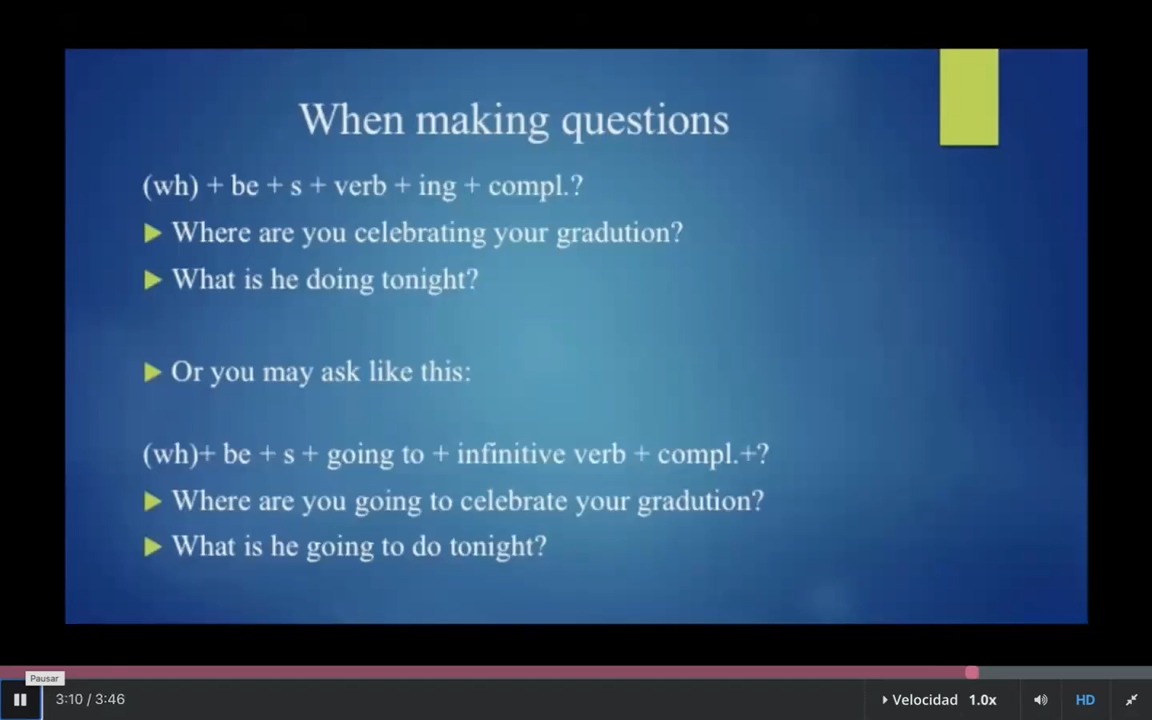 When making questions
(wh) + be + s + verb + ing + compl.?
Where are you celebrating your gradution?
What is he doing tonight?
Or you may ask like this:
(wh)+ be + s + going to + infinitive verb + compl.+?
Where are you going to celebrate your gradution?
What is he going to do tonight?
Pausar
3:10 / 3:46
Velocidad 1.0x
HD